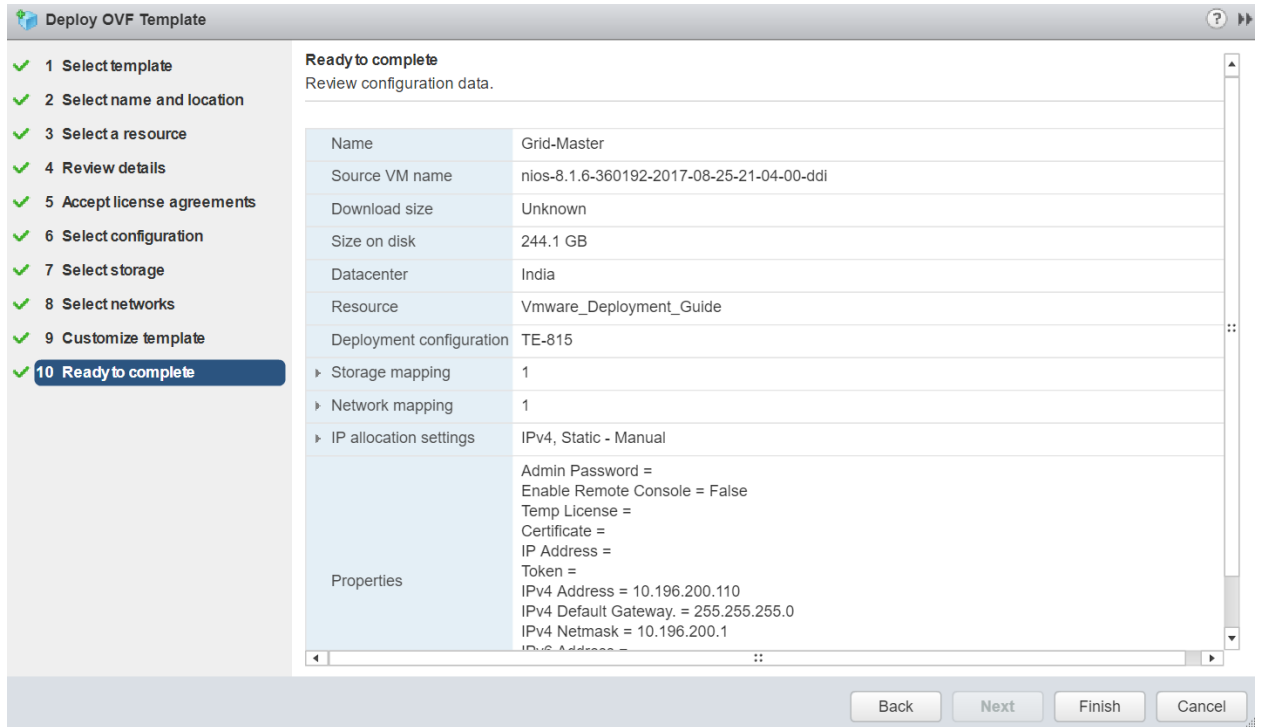 Deploy OVF Template
?
1 Select template
2 Select name and location
3 Select a resource
4 Review details
5 Accept license agreements
6 Select configuration
7 Select storage
8 Select networks
9 Customize template
10 Ready to complete
Ready to complete
Review configuration data.
Name Grid-Master
Source VM name nios-8.1.6-360192-2017-08-25-21-04-00-ddi
Download size Unknown
Size on disk 244.1 GB
Datacenter India
Resource Vmware_Deployment_Guide
Deployment configuration TE-815
Storage mapping 1
Network mapping 1
IP allocation settings IPv4, Static - Manual
Properties
Admin Password =
Enable Remote Console = False
Temp License =
Certificate =
IP Address =
Token =
IPv4 Address = 10.196.200.110
IPv4 Default Gateway. = 255.255.255.0
IPv4 Netmask = 10.196.200.1
IPv6 Address =
Back Next Finish Cancel